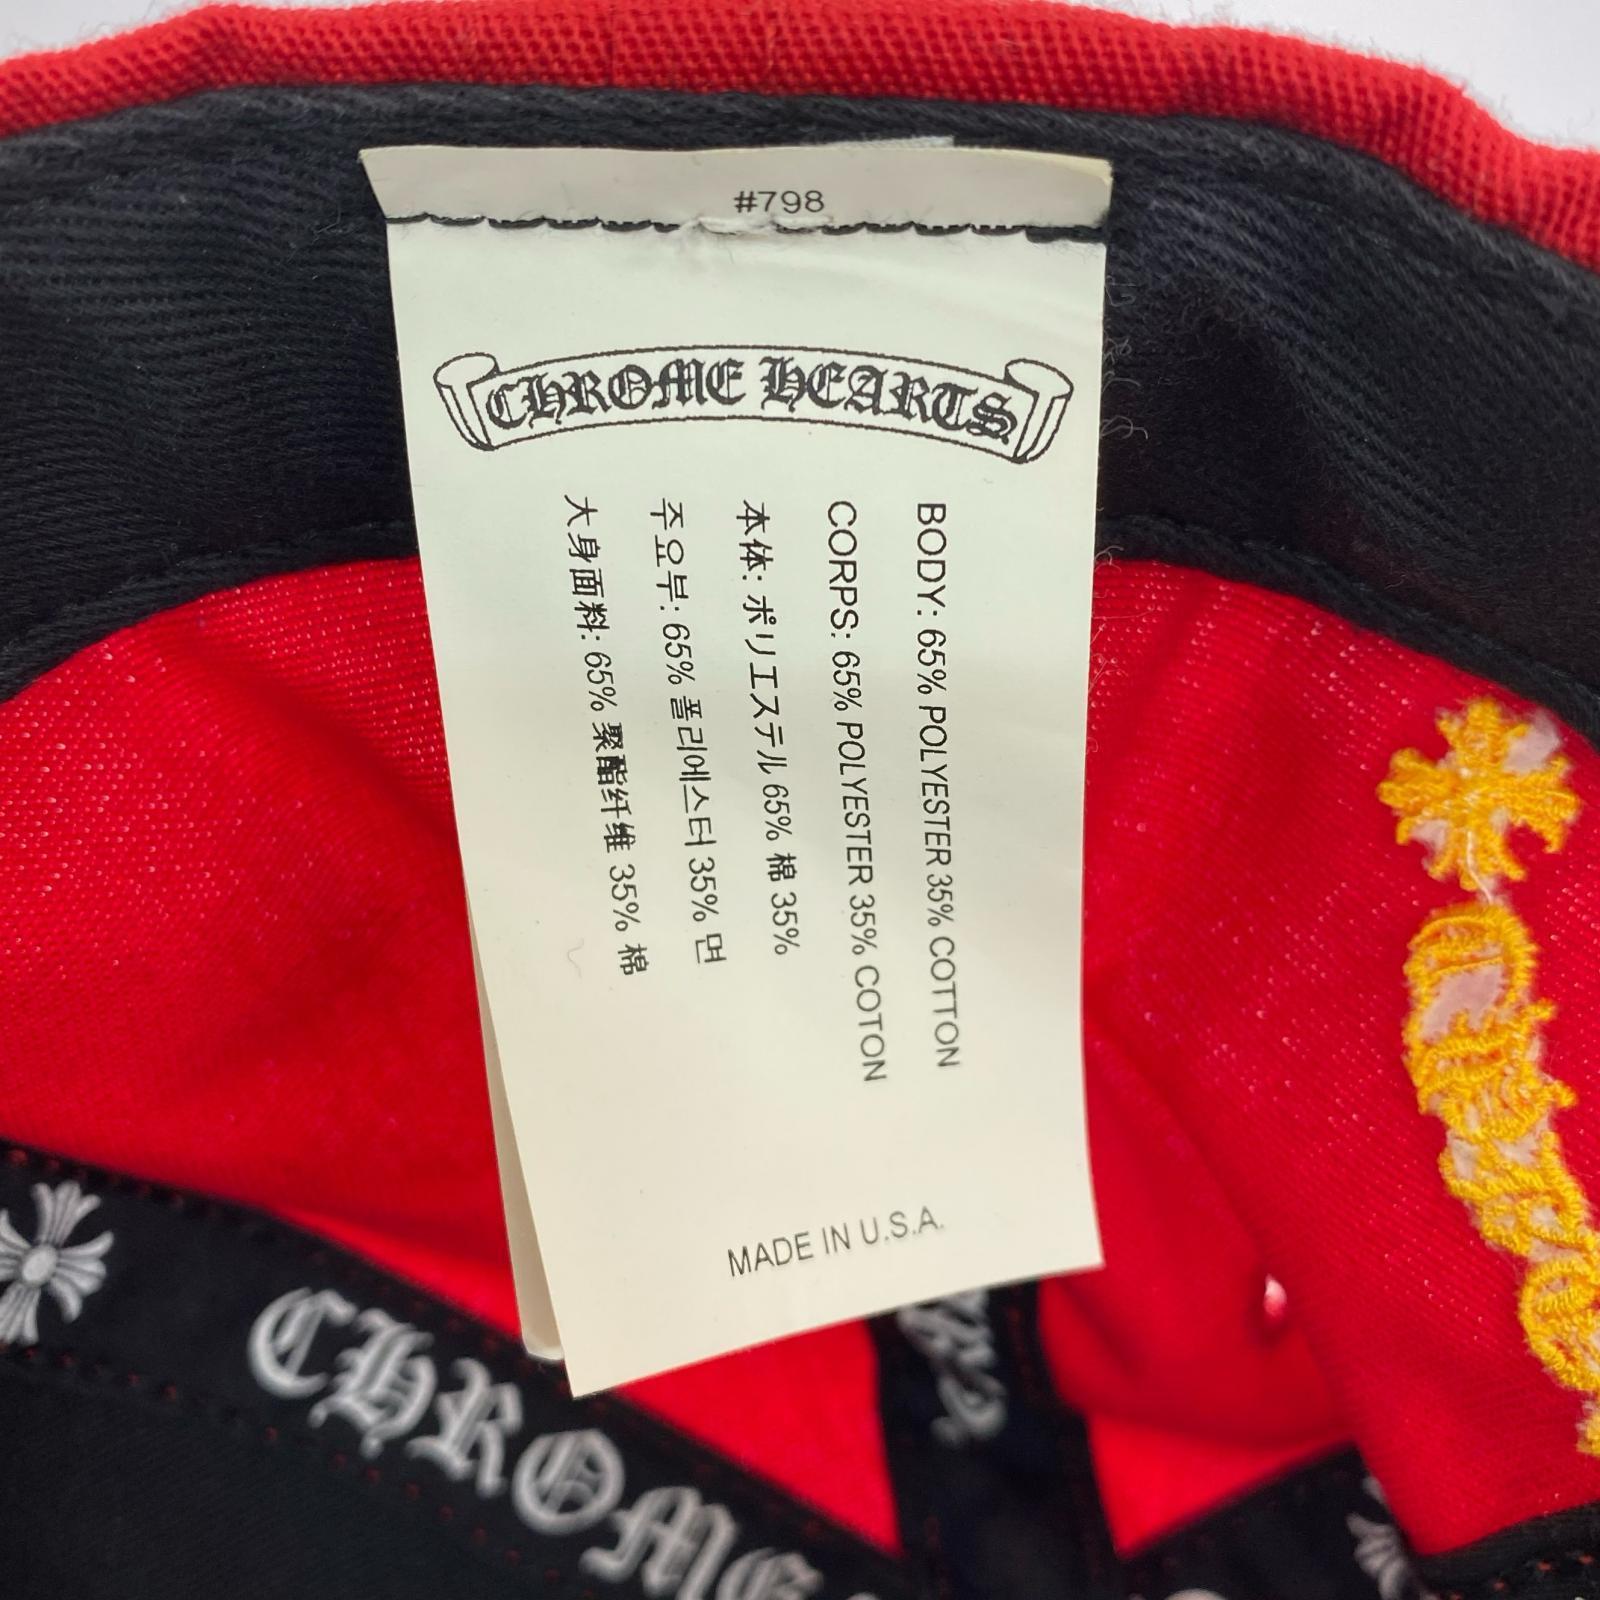 #798
CHROME HEARTS
BODY: 65% POLYESTER 35% COTTON
CORPS: 65% POLYESTER 35% COTON
本体: ポリエステル 65% 棉 35%
주요부: 65% 폴리에스터 35% 면
大身面料: 65% 聚酯纤维 35% 棉
MADE IN U.S.A.
CHROME